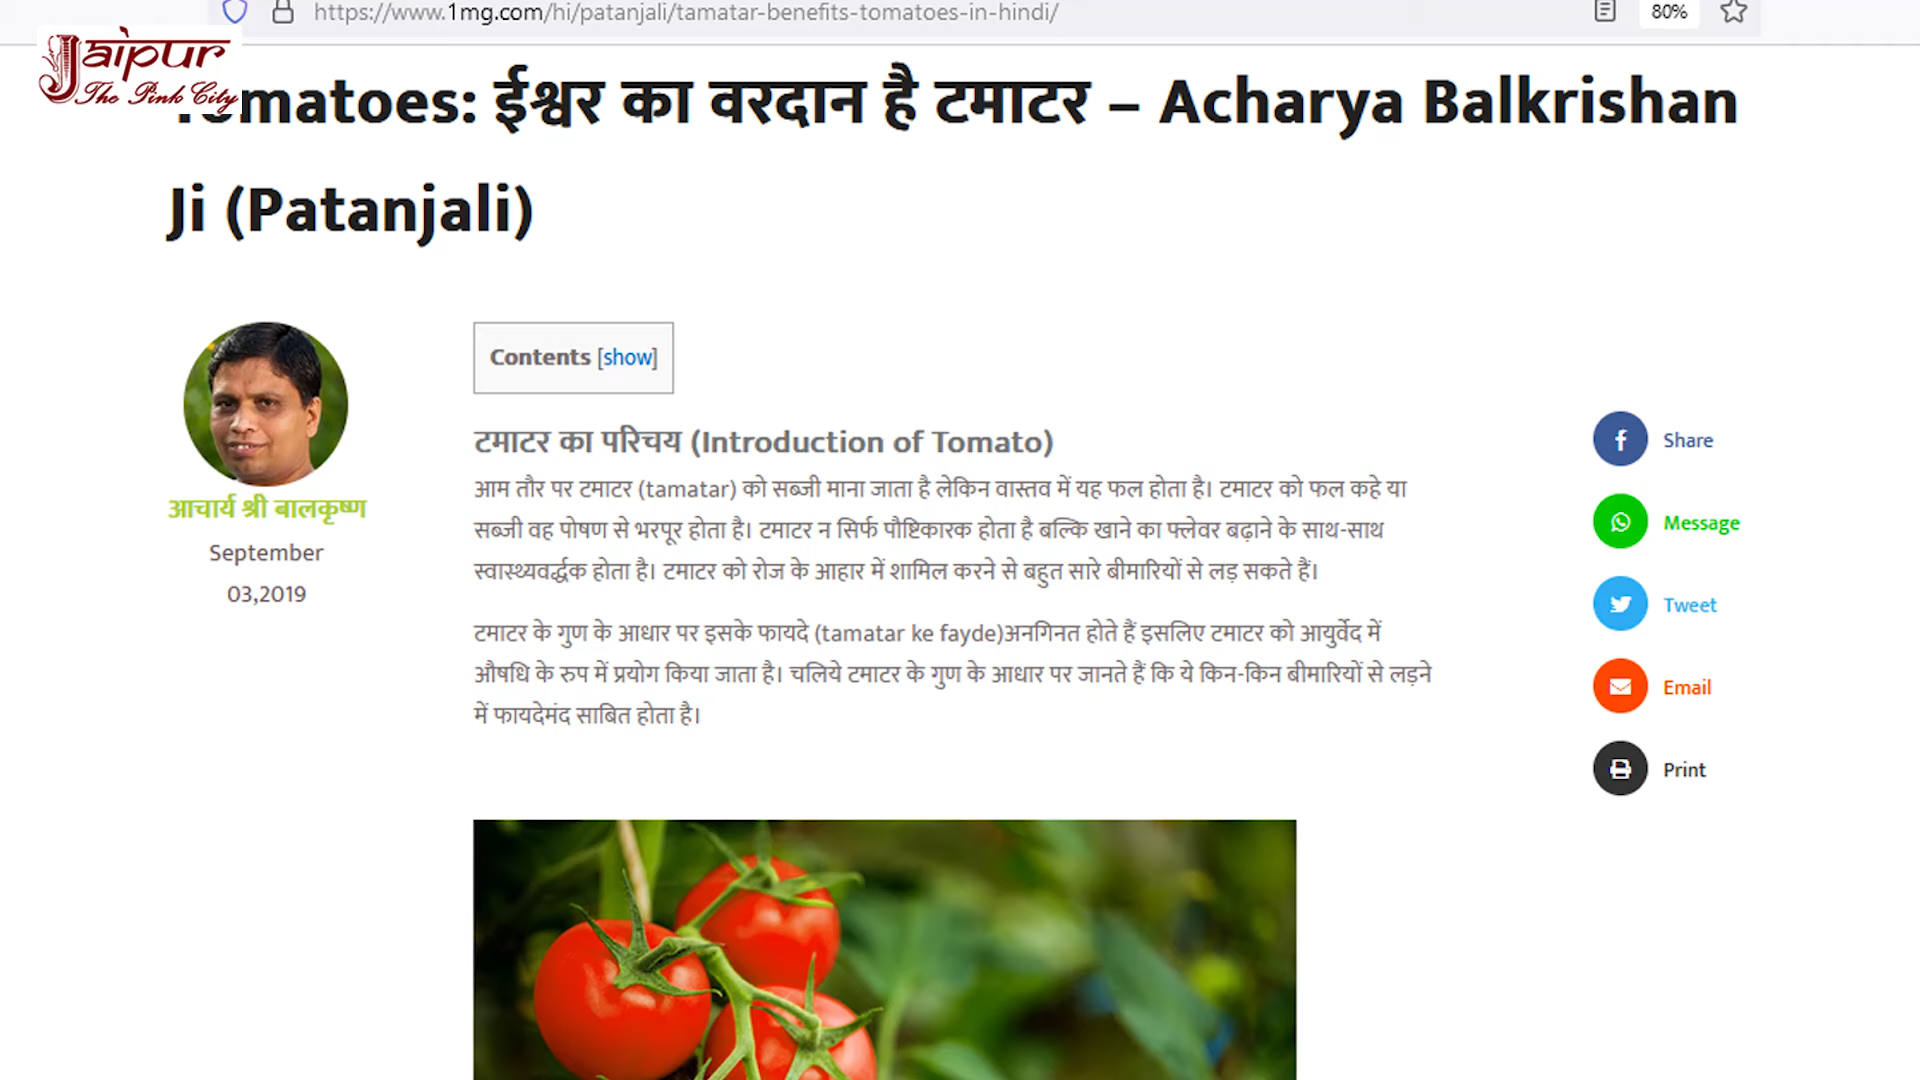 https://www.1mg.com/hi/patanjali/tamatar-benefits-tomatoes-in-hindi/
80%
Jaipur
The Pink City
Tomatoes: ईश्वर का वरदान है टमाटर – Acharya Balkrishan
Ji (Patanjali)
आचार्य श्री बालकृष्ण
September
03,2019
Contents [show]
टमाटर का परिचय (Introduction of Tomato)
आम तौर पर टमाटर (tamatar) को सब्जी माना जाता है लेकिन वास्तव में यह फल होता है। टमाटर को फल कहे या
सब्जी वह पोषण से भरपूर होता है। टमाटर न सिर्फ पौष्टिकारक होता है बल्कि खाने का फ्लेवर बढ़ाने के साथ-साथ
स्वास्थ्यवर्द्धक होता है। टमाटर को रोज के आहार में शामिल करने से बहुत सारे बीमारियों से लड़ सकते हैं।
टमाटर के गुण के आधार पर इसके फायदे (tamatar ke fayde)अनगिनत होते हैं इसलिए टमाटर को आयुर्वेद में
औषधि के रुप में प्रयोग किया जाता है। चलिये टमाटर के गुण के आधार पर जानते हैं कि ये किन-किन बीमारियों से लड़ने
में फायदेमंद साबित होता है।
Share
Message
Tweet
Email
Print